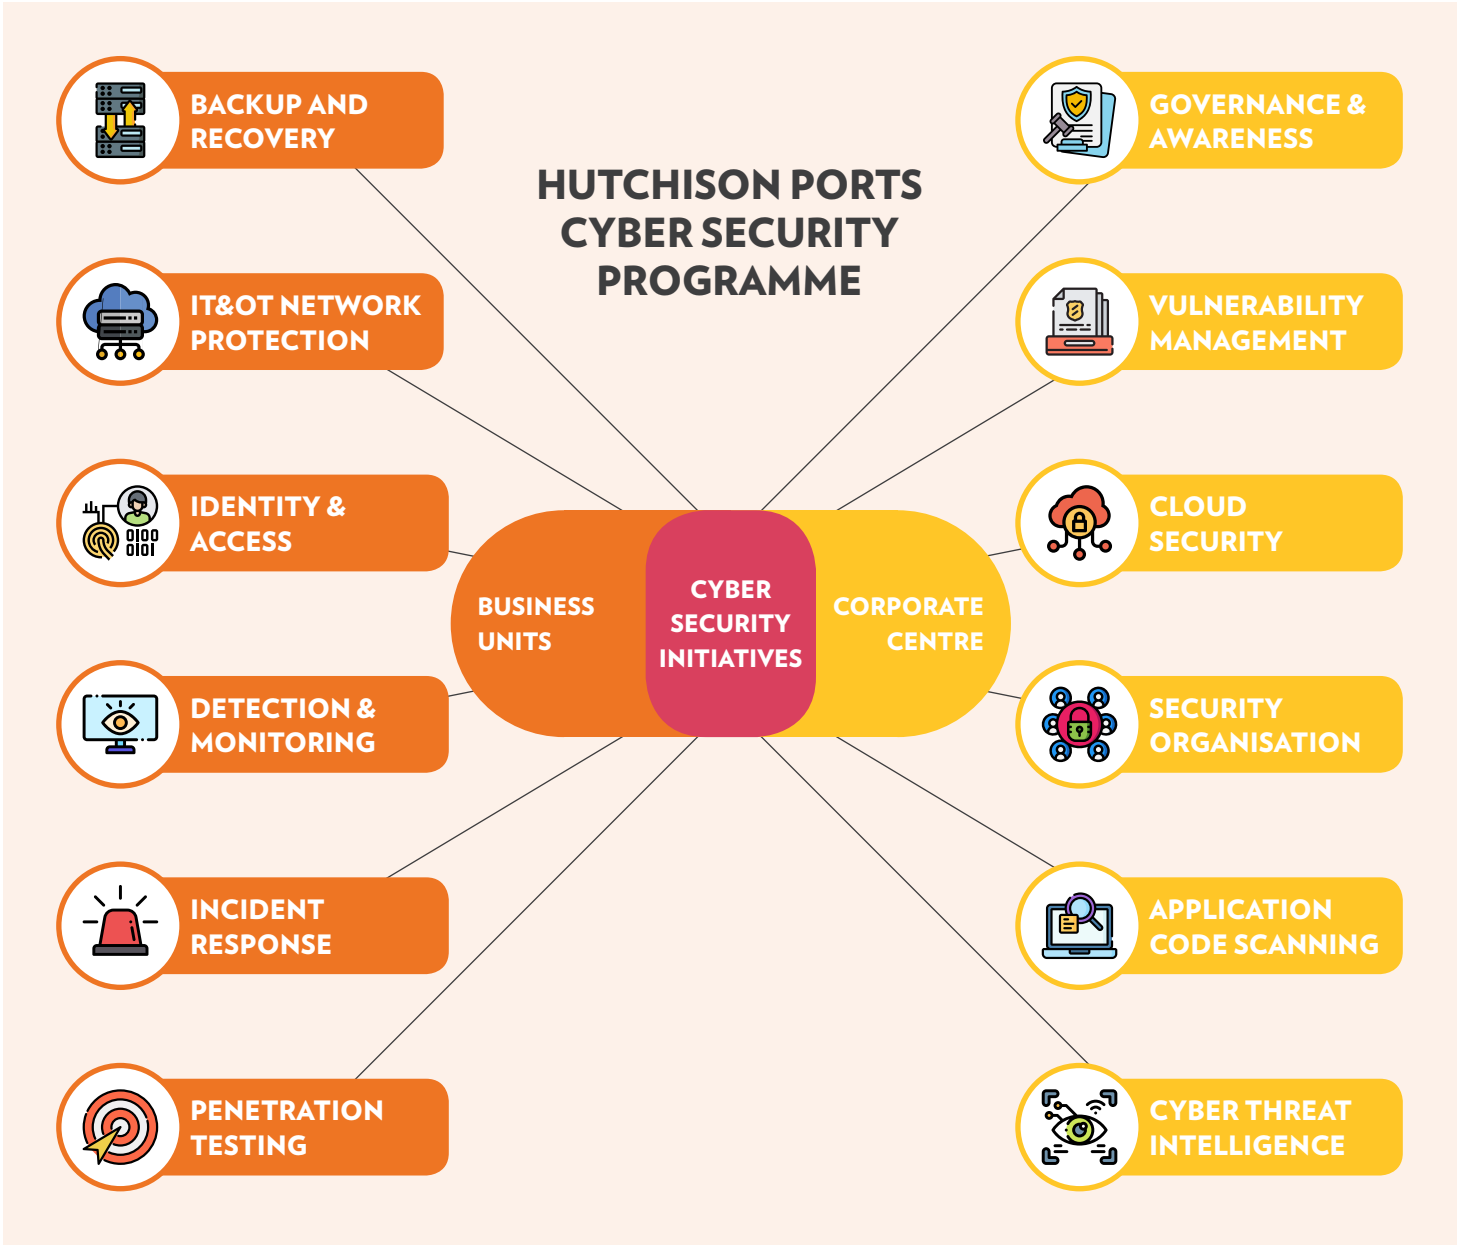 HUTCHISON PORTS
CYBER SECURITY
PROGRAMME
BACKUP AND
RECOVERY
IT&OT NETWORK
PROTECTION
IDENTITY &
ACCESS
0100
0101
DETECTION &
MONITORING
INCIDENT
RESPONSE
PENETRATION
TESTING
BUSINESS
UNITS
CYBER
SECURITY
INITIATIVES
CORPORATE
CENTRE
GOVERNANCE &
AWARENESS
VULNERABILITY
MANAGEMENT
CLOUD
SECURITY
SECURITY
ORGANISATION
APPLICATION
CODE SCANNING
CYBER THREAT
INTELLIGENCE